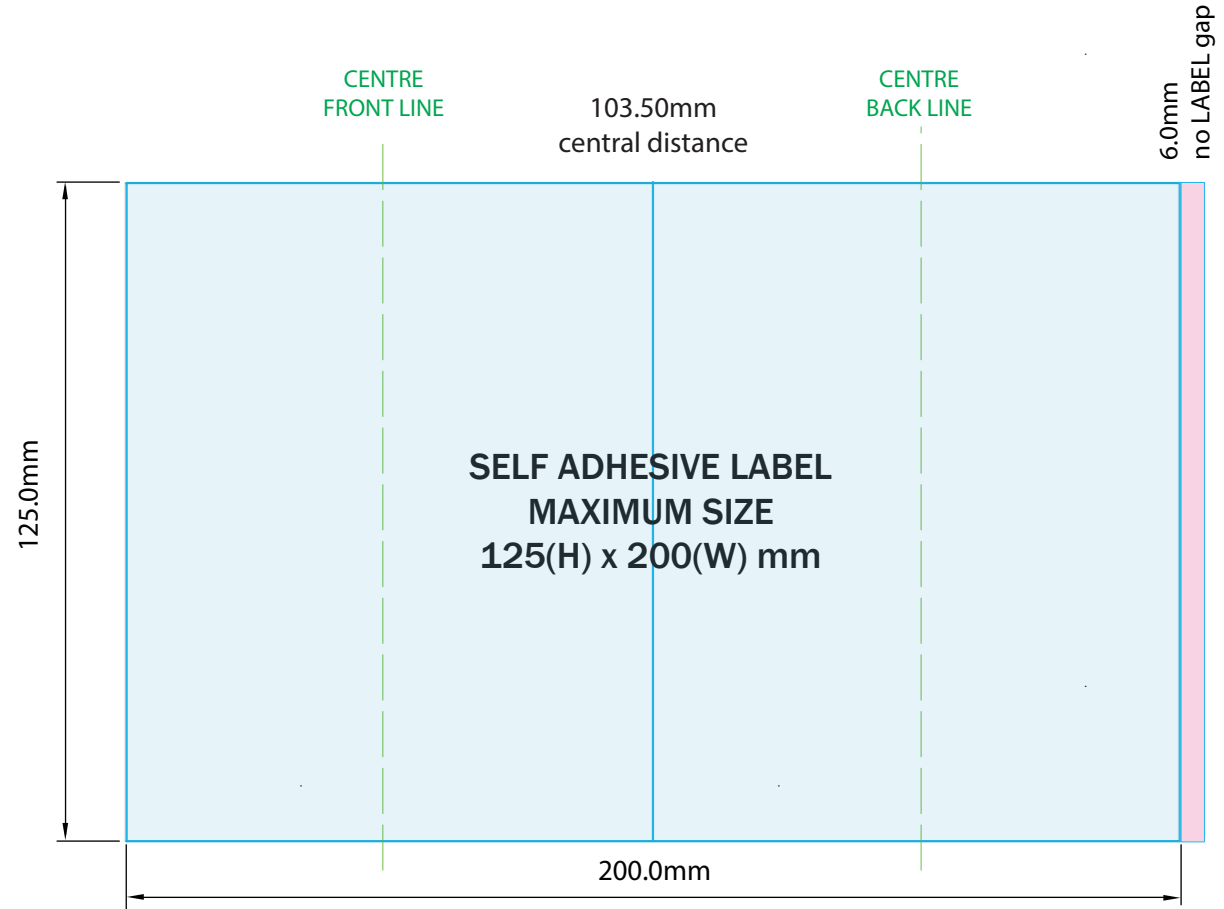 CENTRE
FRONT LINE
103.50mm
central distance
CENTRE
BACK LINE
6.0mm
no LABEL gap
125.0mm
SELF ADHESIVE LABEL
MAXIMUM SIZE
125(H) x 200(W) mm
200.0mm